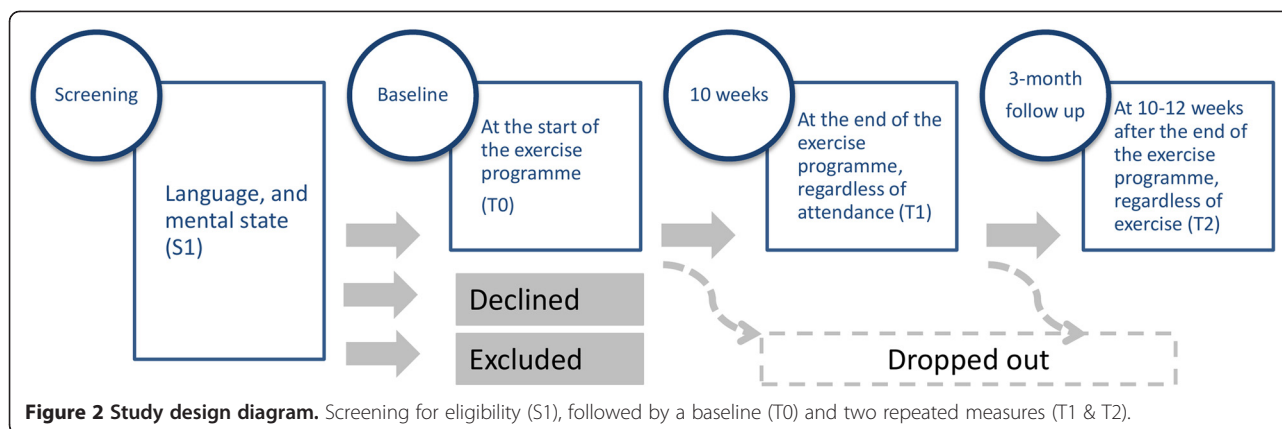 Screening
Language, and
mental state
(S1)
Baseline
At the start of
the exercise
programme
(T0)
Declined
Excluded
10 weeks
At the end of the
exercise
programme,
regardless of
attendance (T1)
3-month
follow up
At 10-12 weeks
after the end of
the exercise
programme,
regardless of
exercise (T2)
Dropped out
Figure 2 Study design diagram. Screening for eligibility (S1), followed by a baseline (T0) and two repeated measures (T1 & T2).